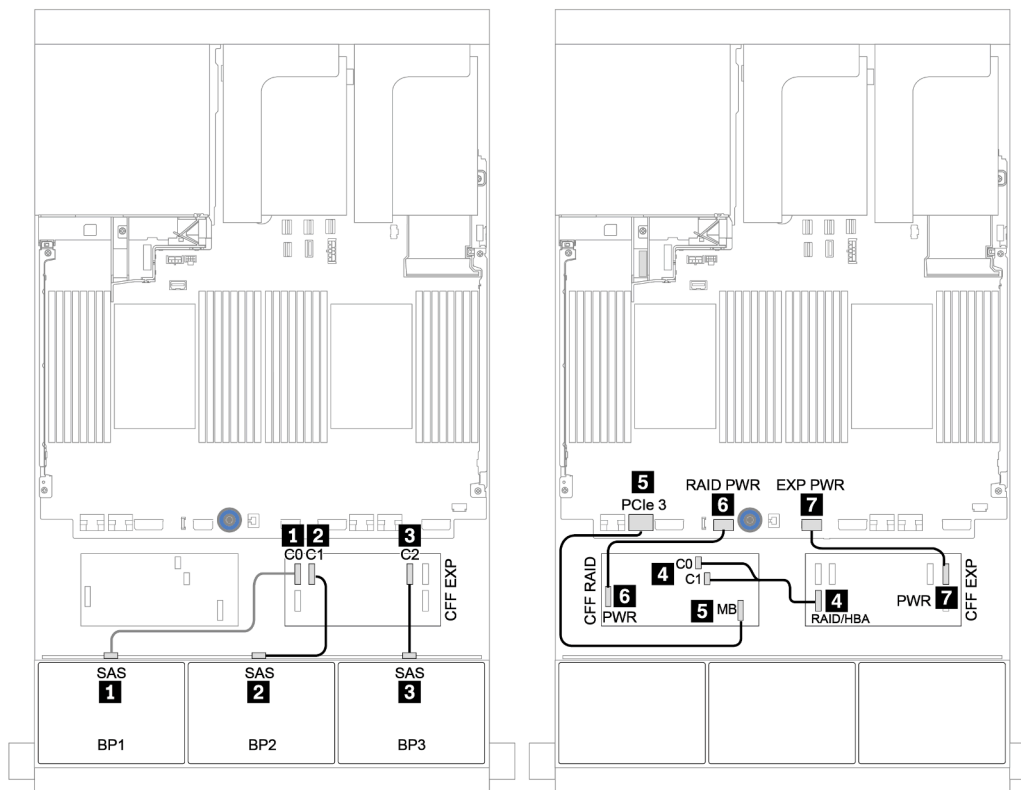 1 2 3
C0 C1 C2
CFF EXP
SAS SAS SAS
1 2 3
BP1 BP2 BP3
5 RAID PWR EXP PWR
PCIe 3 6 7
CFF RAID
4 C0
C1
6
PWR
5 MB
4
RAID/HBA
PWR 7
CFF EXP